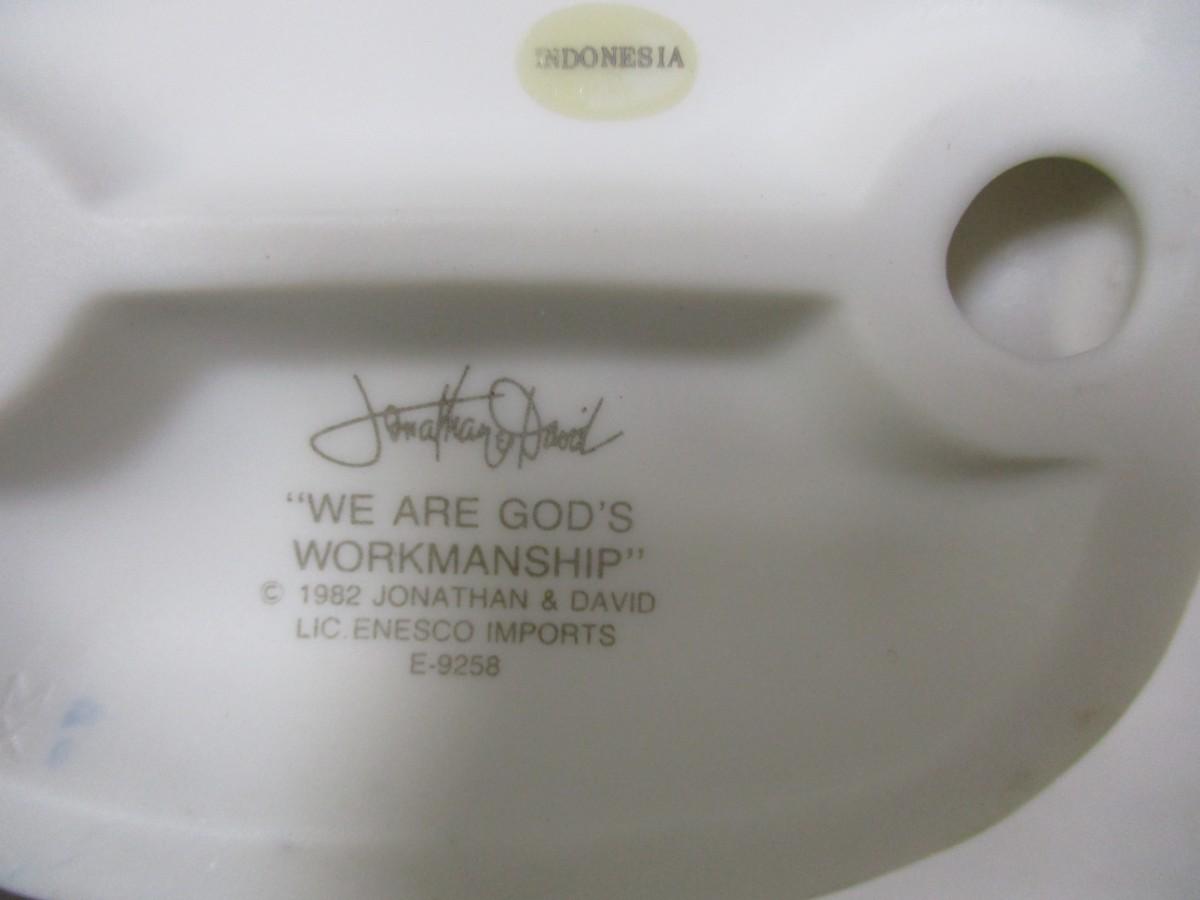 INDONESIA
Jonathan & David
“WE ARE GOD'S
WORKMANSHIP”
© 1982 JONATHAN & DAVID
LIC. ENESCO IMPORTS
E-9258